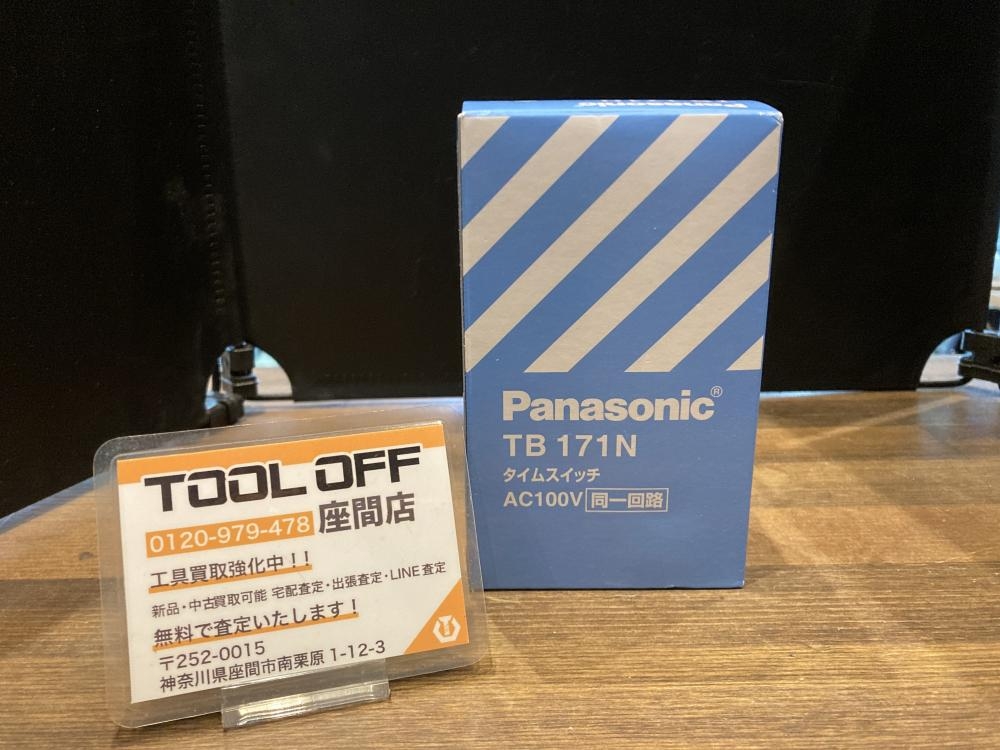 Panasonic
Panasonic®
TB 171N
タイムスイッチ
AC100V 同一回路
TOOL OFF
0120-979-478 座間店
工具買取強化中!!
新品・中古買取可能 宅配査定・出張査定・LINE査定
無料で査定いたします!
〒252-0015
神奈川県座間市南栗原1-12-3